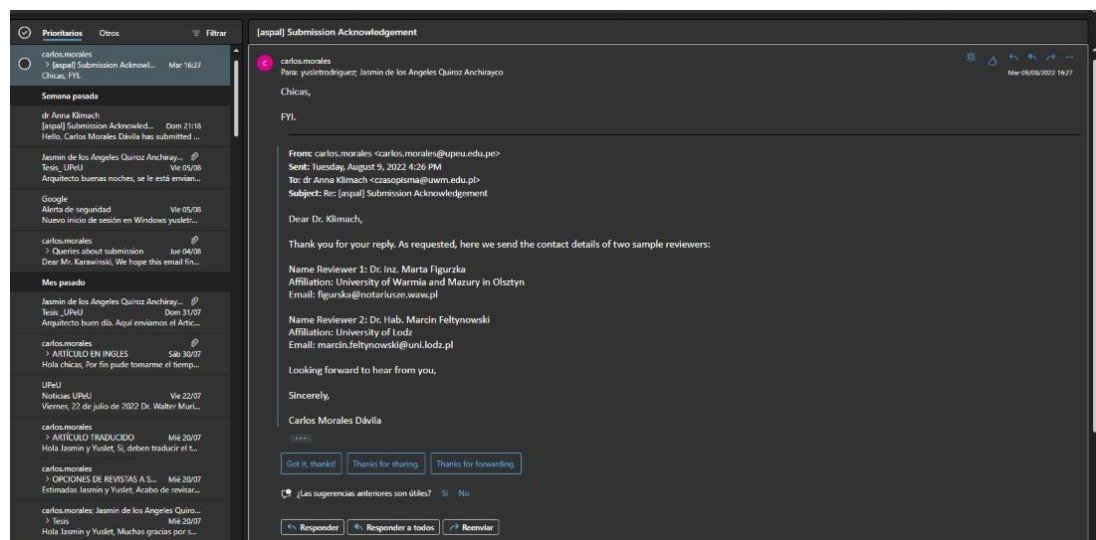 Prioritarios Otros Filtrar
carlos.morales
> [aspal] Submission Acknowl... Mar 16:27
Chicas, FYI.
Semana pasada
dr Anna Klimach
[aspal] Submission Acknowled... Dom 21:18
Hello, Carlos Morales Dávila has submitted ...
Jasmin de los Angeles Quiroz Anchiray...
Tesis_UPeU Vie 05/08
Arquitecto buenas noches, se le está envian...
Google
Alerta de seguridad Vie 05/08
Nuevo inicio de sesión en Windows yusletr...
carlos.morales
> Queries about submission Jue 04/08
Dear Mr. Karawinski, We hope this email fin...
Mes pasado
Jasmin de los Angeles Quiroz Anchiray...
Tesis _UPeU Dom 31/07
Arquitecto buen día. Aquí enviamos el Artic...
carlos.morales
> ARTÍCULO EN INGLES Sáb 30/07
Hola chicas, Por fin pude tomarme el tiemp...
UPeU
Noticias UPeU Vie 22/07
Viernes, 22 de julio de 2022 Dr. Walter Muri...
carlos.morales
> ARTÍCULO TRADUCIDO Mié 20/07
Hola Jasmin y Yuslet, Si, deben traducir el t...
carlos.morales
> OPCIONES DE REVISTAS A S... Mié 20/07
Estimadas Jasmin y Yuslet, Acabo de revisar...
carlos.morales; Jasmin de los Angeles Quiro...
> Tesis Mié 20/07
Hola Jasmin y Yuslet, Muchas gracias por s...
[aspal] Submission Acknowledgement
C
carlos.morales
Para: yusletrodriguez; Jasmin de los Angeles Quiroz Anchirayco
Mar 09/08/2022 16:27
Chicas,
FYI.
From: carlos.morales <carlos.morales@upeu.edu.pe>
Sent: Tuesday, August 9, 2022 4:26 PM
To: dr Anna Klimach <czasopisma@uwm.edu.pl>
Subject: Re: [aspal] Submission Acknowledgement
Dear Dr. Klimach,
Thank you for your reply. As requested, here we send the contact details of two sample reviewers:
Name Reviewer 1: Dr. Inz. Marta Figurzka
Affiliation: University of Warmia and Mazury in Olsztyn
Email: figurska@notariusze.waw.pl
Name Reviewer 2: Dr. Hab. Marcin Feltynowski
Affiliation: University of Lodz
Email: marcin.feltynowski@uni.lodz.pl
Looking forward to hear from you,
Sincerely,
Carlos Morales Dávila
...
Got it, thanks! Thanks for sharing. Thanks for forwarding.
¿Las sugerencias anteriores son útiles? Sí No
Responder Responder a todos Reenviar